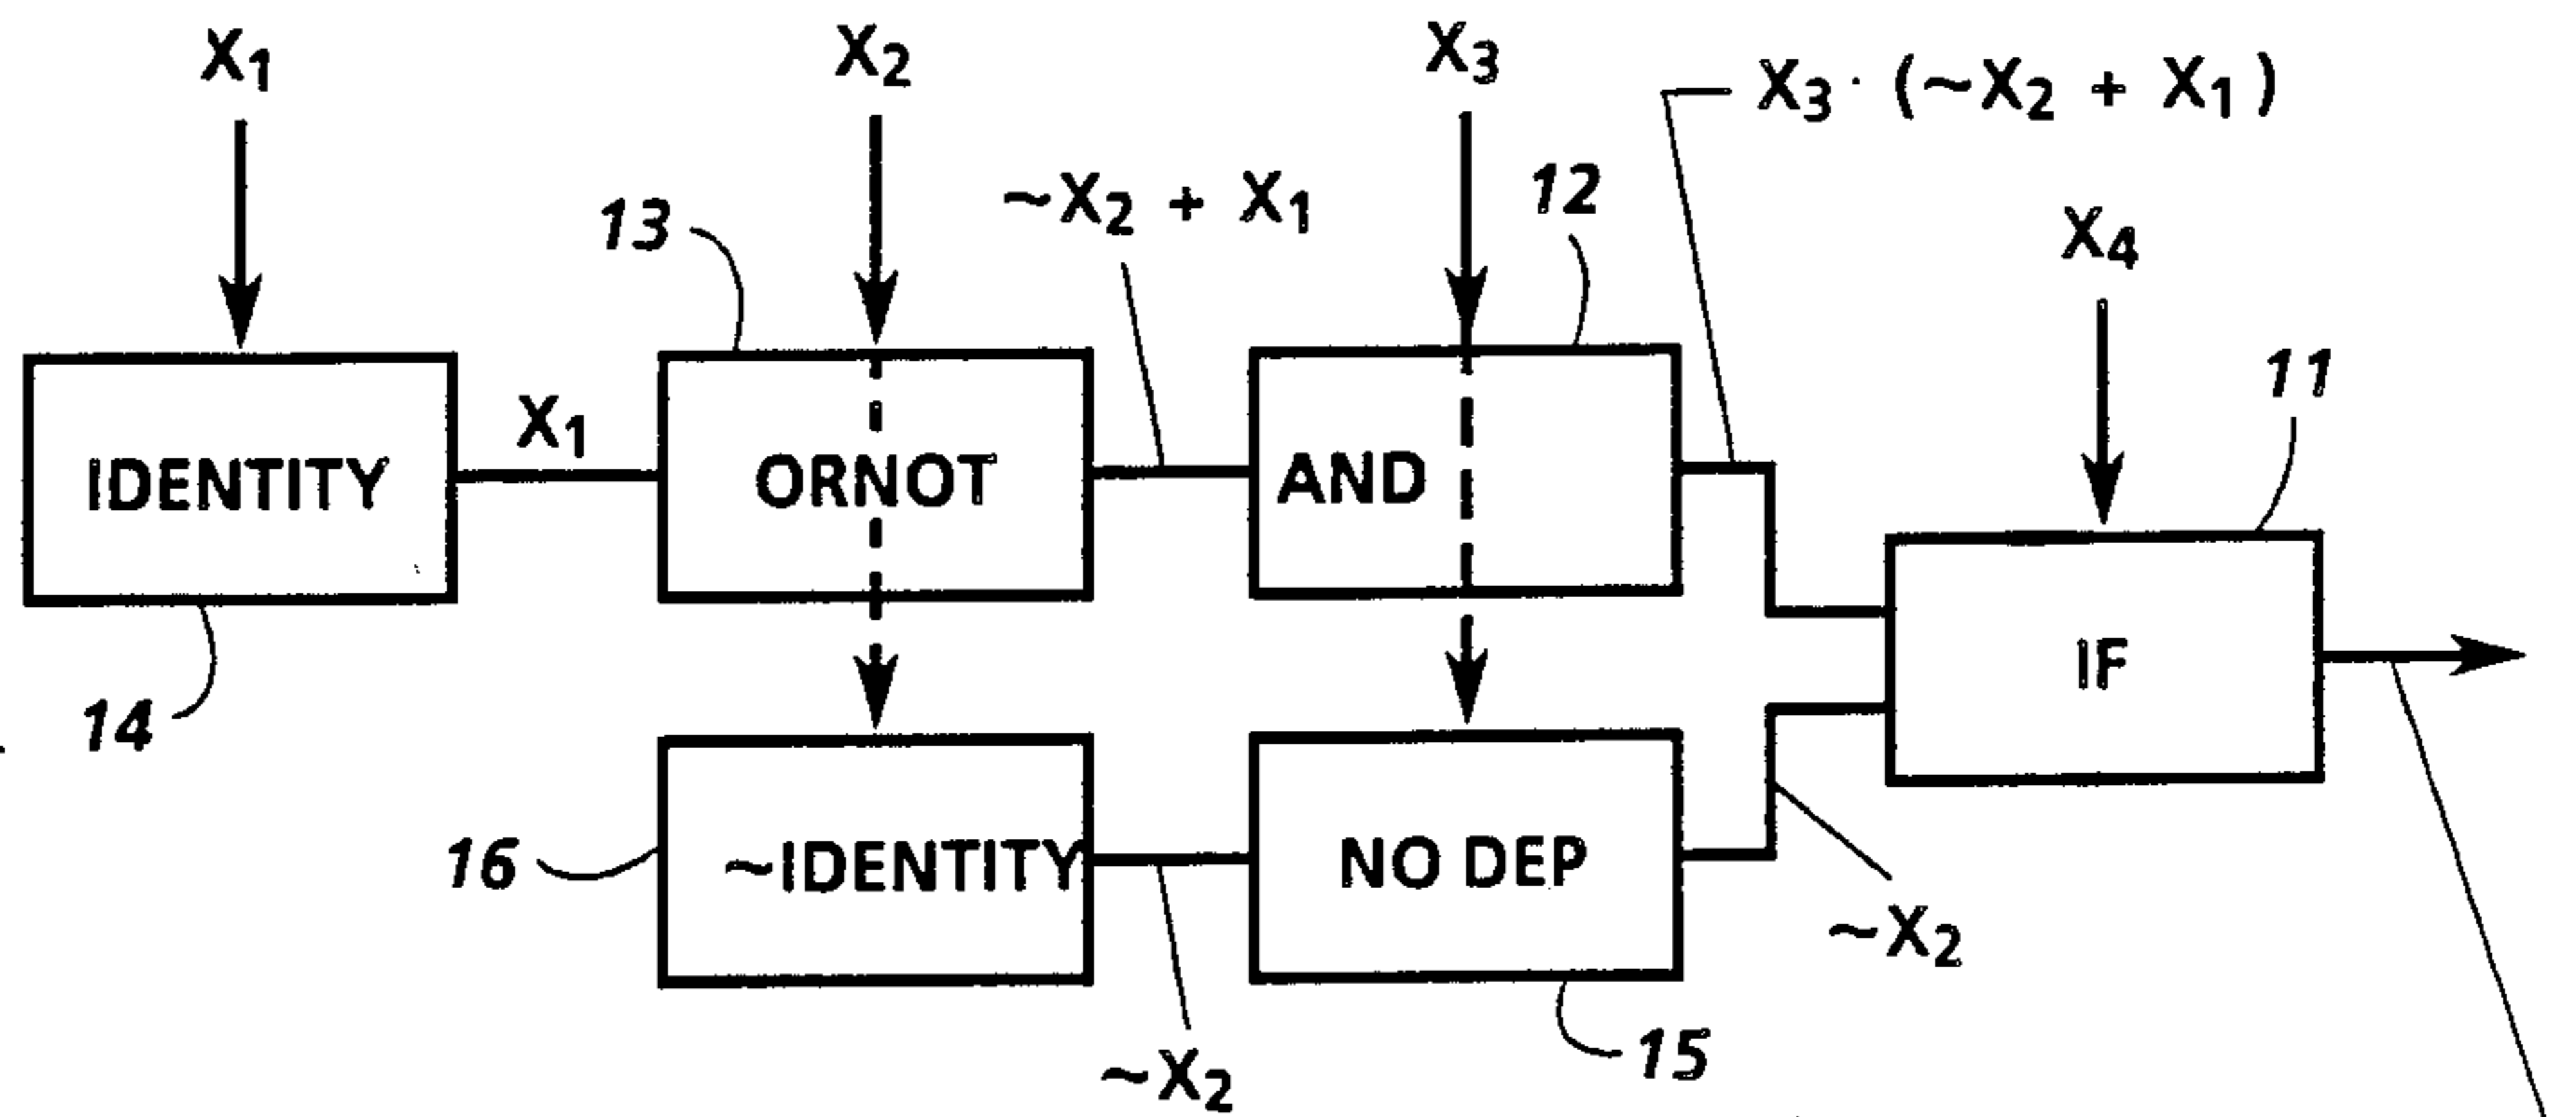 X₁
X₂
X₃
X₃ · (~X₂ + X₁)
13
~X₂ + X₁
12
X₄
11
IDENTITY
X₁
ORNOT
AND
IF
14
16
~IDENTITY
NO DEP
~X₂
~X₂
15